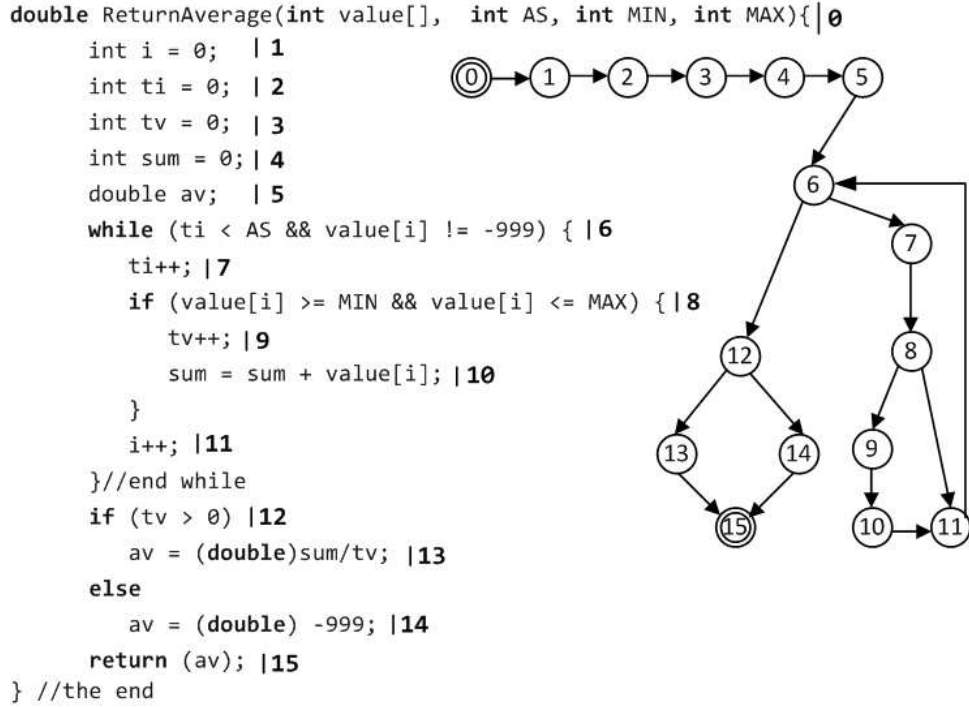 double ReturnAverage(int value[],  int AS, int MIN, int MAX){ |0
int i = 0;   | 1
int ti = 0;  | 2
int tv = 0;  | 3
int sum = 0; | 4
double av;   | 5
while (ti < AS && value[i] != -999) { |6
ti++; |7
if (value[i] >= MIN && value[i] <= MAX) { |8
tv++; |9
sum = sum + value[i]; |10
}
i++; |11
}//end while
if (tv > 0) |12
av = (double)sum/tv; |13
else
av = (double) -999; |14
return (av); |15
} //the end
0 1 2 3 4 5
6
7
12 8
13 14 9
15 10 11